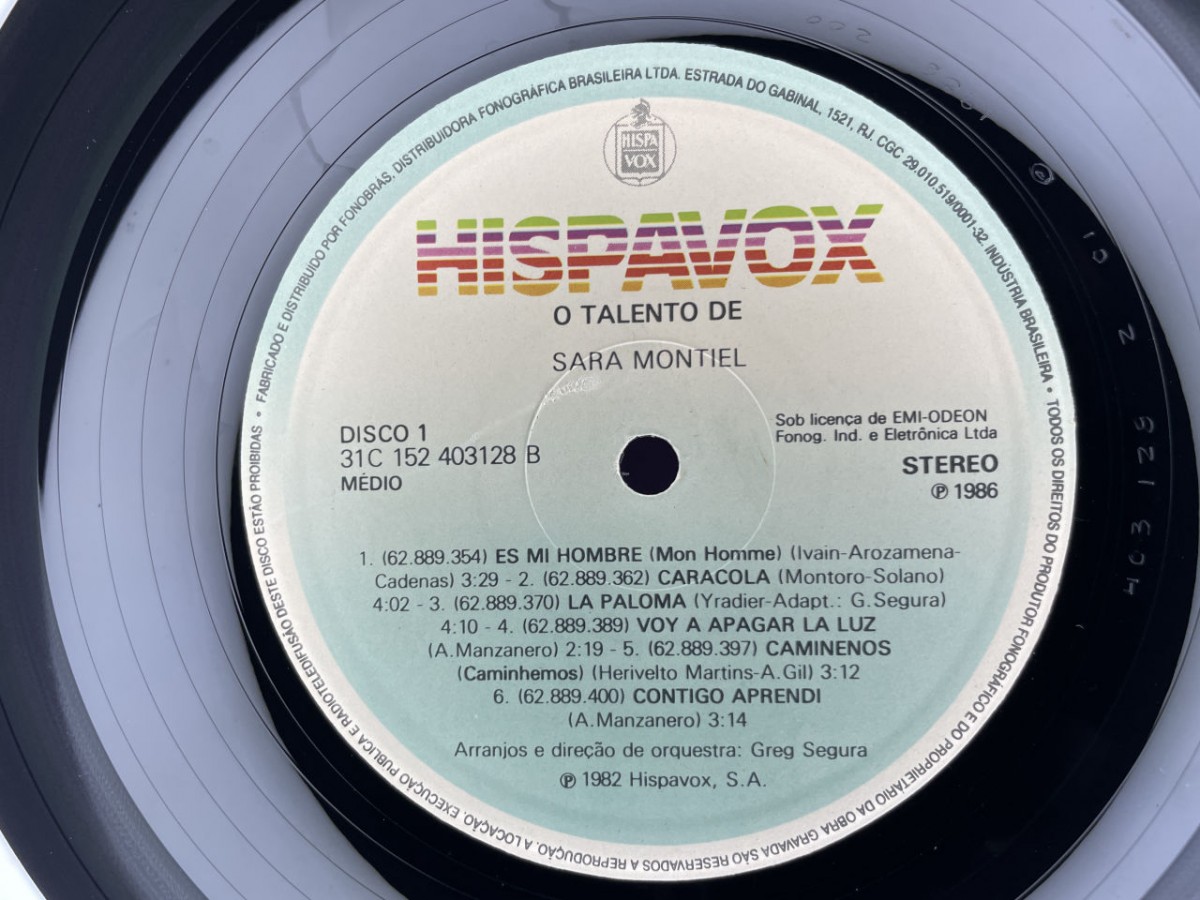 FABRICADO E DISTRIBUIDO POR FONOBRÁS, DISTRIBUIDORA FONOGRÁFICA BRASILEIRA LTDA. ESTRADA DO GABINAL, 1521, RJ. CGC 29.010.519/0001-32. INDÚSTRIA BRASILEIRA • TODOS OS DIREITOS DO PRODUTOR FONOGRÁFICO E DO PROPRIETÁRIO DA OBRA GRAVADA SÃO RESERVADOS A REPRODUÇÃO, A LOCAÇÃO, EXECUÇÃO PUBLICA E RADIOTELEDIFUSÃO DESTE DISCO ESTÃO PROIBIDAS •
HISPA
VOX
HISPAVOX
O TALENTO DE
SARA MONTIEL
DISCO 1
31C 152 403128 B
MÉDIO
Sob licença de EMI-ODEON
Fonog. Ind. e Eletrônica Ltda
STEREO
℗ 1986
1. (62.889.354) ES MI HOMBRE (Mon Homme) (Ivain-Arozamena-
Cadenas) 3:29 - 2. (62.889.362) CARACOLA (Montoro-Solano)
4:02 - 3. (62.889.370) LA PALOMA (Yradier-Adapt.: G.Segura)
4:10 - 4. (62.889.389) VOY A APAGAR LA LUZ
(A.Manzanero) 2:19 - 5. (62.889.397) CAMINENOS
(Caminhemos) (Herivelto Martins-A.Gil) 3:12
6. (62.889.400) CONTIGO APRENDI
(A.Manzanero) 3:14
Arranjos e direção de orquestra: Greg Segura
℗ 1982 Hispavox, S.A.